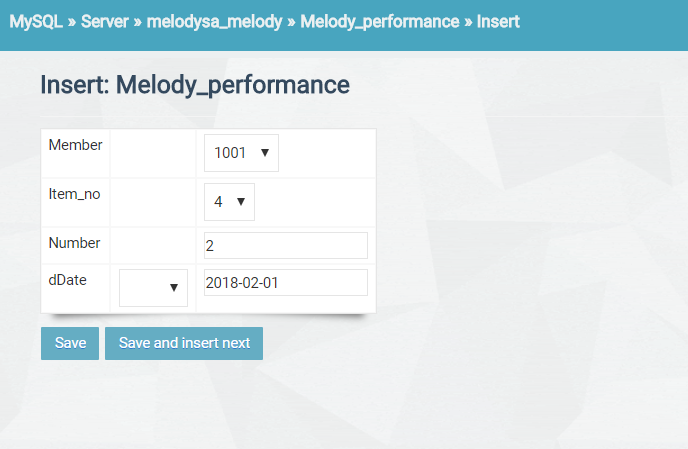 MySQL » Server » melodysa_melody » Melody_performance » Insert
Insert: Melody_performance
Member 1001
Item_no 4
Number 2
dDate 2018-02-01
Save Save and insert next